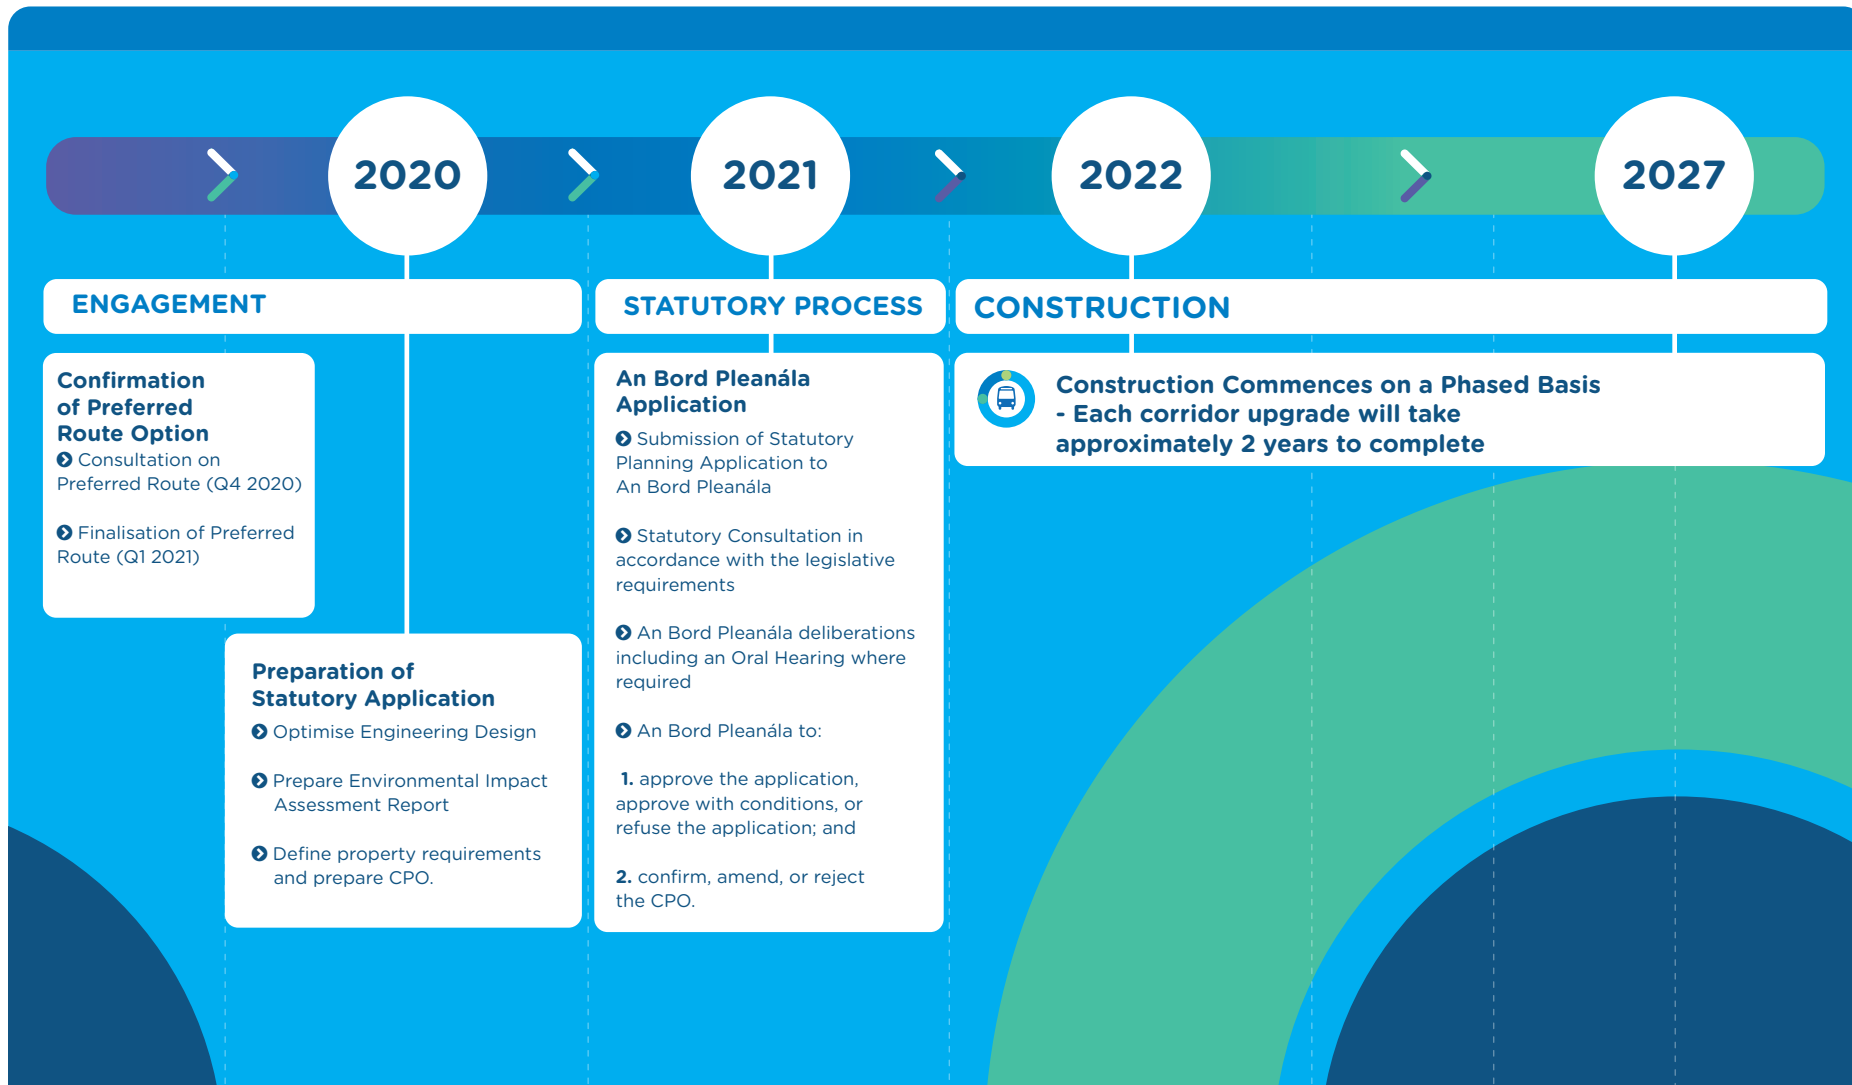 2020
2021
2022
2027
ENGAGEMENT
STATUTORY PROCESS
CONSTRUCTION
Confirmation
of Preferred
Route Option
Consultation on
Preferred Route (Q4 2020)
Finalisation of Preferred
Route (Q1 2021)
Preparation of
Statutory Application
Optimise Engineering Design
Prepare Environmental Impact
Assessment Report
Define property requirements
and prepare CPO.
An Bord Pleanála
Application
Submission of Statutory
Planning Application to
An Bord Pleanála
Statutory Consultation in
accordance with the legislative
requirements
An Bord Pleanála deliberations
including an Oral Hearing where
required
An Bord Pleanála to:
1. approve the application,
approve with conditions, or
refuse the application; and
2. confirm, amend, or reject
the CPO.
Construction Commences on a Phased Basis
- Each corridor upgrade will take
approximately 2 years to complete